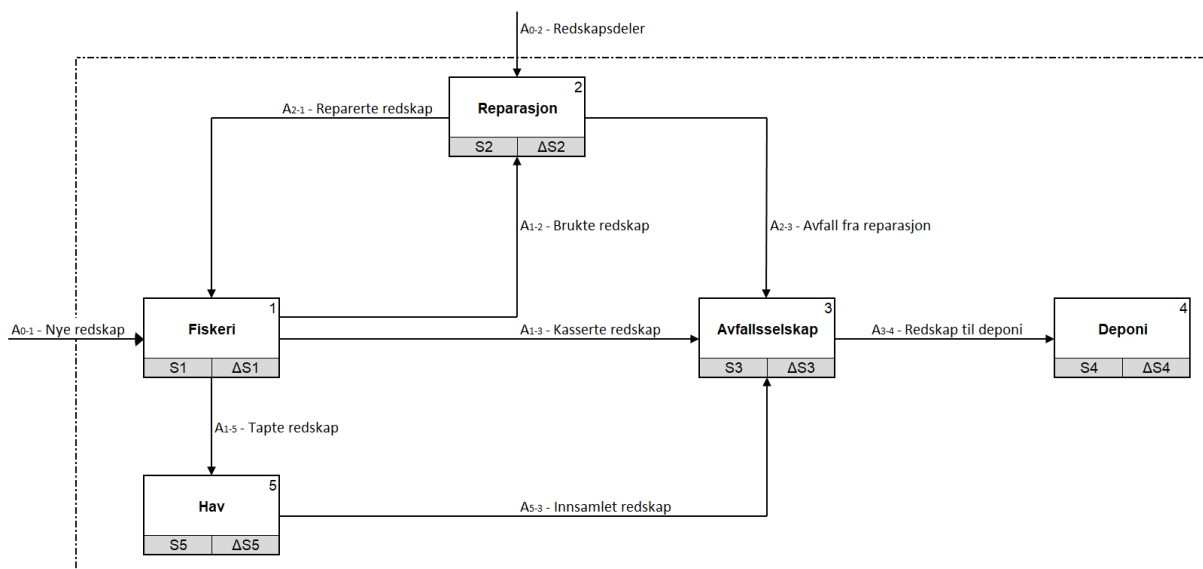 A0-2 - Redskapsdeler
2
Reparasjon
S2 ΔS2
A2-1 - Reparerte redskap
A1-2 - Brukte redskap
A2-3 - Avfall fra reparasjon
A0-1 - Nye redskap
1
Fiskeri
S1 ΔS1
A1-3 - Kasserte redskap
3
Avfallsselskap
S3 ΔS3
A3-4 - Redskap til deponi
4
Deponi
S4 ΔS4
A1-5 - Tapte redskap
5
Hav
S5 ΔS5
A5-3 - Innsamlet redskap